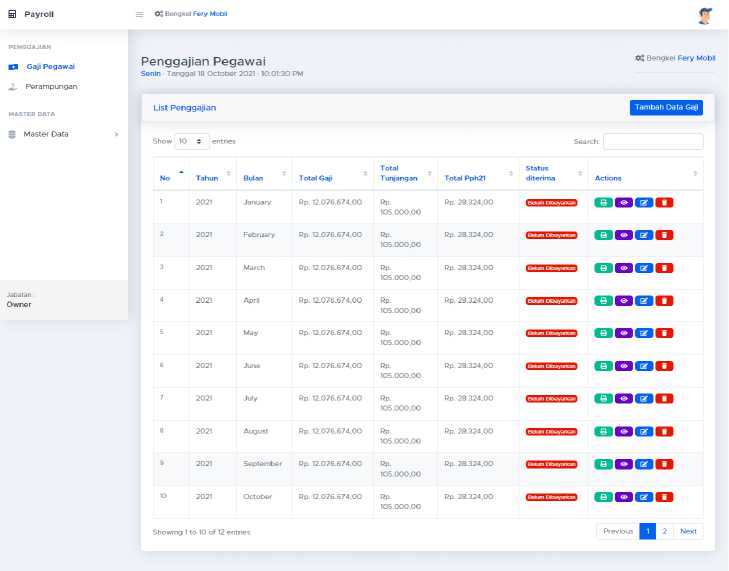 Payroll
Bengkel Fery Mobil
PENGGAJIAN
Gaji Pegawai
Perampungan
MASTER DATA
Master Data
Jabatan :
Owner
Penggajian Pegawai
Senin - Tanggal 18 October 2021 - 10:01:30 PM
Bengkel Fery Mobil
List Penggajian
Tambah Data Gaji
Show 10 entries
Search:
No Tahun Bulan Total Gaji Total Tunjangan Total Pph21 Status diterima Actions
1 2021 January Rp. 12.076.674,00 Rp. 105.000,00 Rp. 28.324,00 Belum Dibayarkan
2 2021 February Rp. 12.076.674,00 Rp. 105.000,00 Rp. 28.324,00 Belum Dibayarkan
3 2021 March Rp. 12.076.674,00 Rp. 105.000,00 Rp. 28.324,00 Belum Dibayarkan
4 2021 April Rp. 12.076.674,00 Rp. 105.000,00 Rp. 28.324,00 Belum Dibayarkan
5 2021 May Rp. 12.076.674,00 Rp. 105.000,00 Rp. 28.324,00 Belum Dibayarkan
6 2021 June Rp. 12.076.674,00 Rp. 105.000,00 Rp. 28.324,00 Belum Dibayarkan
7 2021 July Rp. 12.076.674,00 Rp. 105.000,00 Rp. 28.324,00 Belum Dibayarkan
8 2021 August Rp. 12.076.674,00 Rp. 105.000,00 Rp. 28.324,00 Belum Dibayarkan
9 2021 September Rp. 12.076.674,00 Rp. 105.000,00 Rp. 28.324,00 Belum Dibayarkan
10 2021 October Rp. 12.076.674,00 Rp. 105.000,00 Rp. 28.324,00 Belum Dibayarkan
Showing 1 to 10 of 12 entries
Previous 1 2 Next